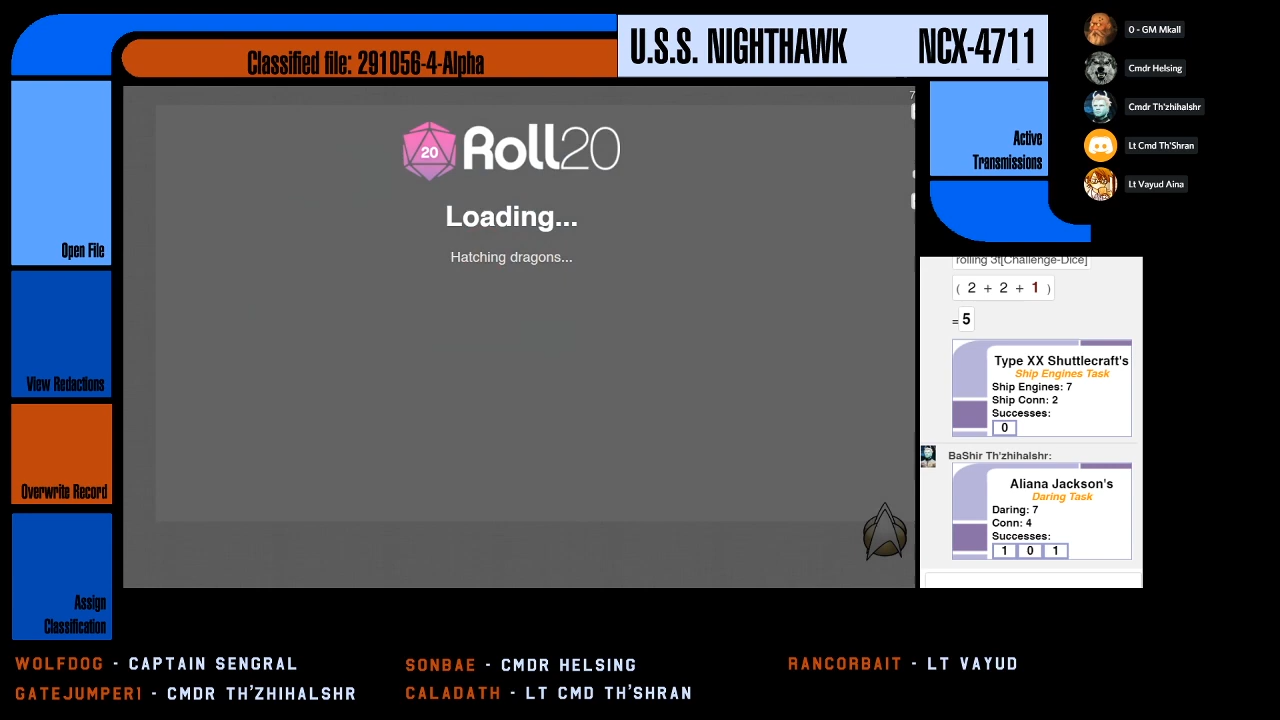 Classified file: 291056-4-Alpha
U.S.S. NIGHTHAWK NCX-4711
Open File
View Redactions
Overwrite Record
Assign
Classification
20 Roll20
Loading...
Hatching dragons...
7
Active
Transmissions
0 - GM Mkall
Cmdr Helsing
Cmdr Th'zhihalshr
Lt Cmd Th'Shran
Lt Vayud Aina
rolling 3t[Challenge-Dice]
( 2 + 2 + 1 )
=5
Type XX Shuttlecraft's
Ship Engines Task
Ship Engines: 7
Ship Conn: 2
Successes:
0
BaShir Th'zhihalshr:
Aliana Jackson's
Daring Task
Daring: 7
Conn: 4
Successes:
1 0 1
WOLFDOG - CAPTAIN SENGRAL
SONBAE - CMDR HELSING
RANCORBAIT - LT VAYUD
GATEJUMPER1 - CMDR TH'ZHIHALSHR
CALADATH - LT CMD TH'SHRAN